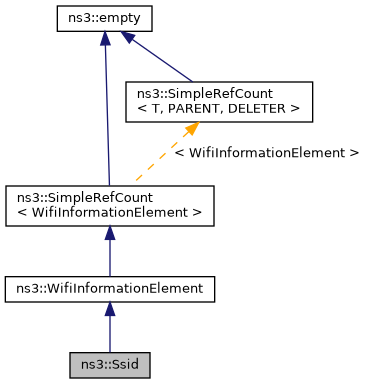 ns3::empty
ns3::SimpleRefCount
< T, PARENT, DELETER >
< WifiInformationElement >
ns3::SimpleRefCount
< WifiInformationElement >
ns3::WifiInformationElement
ns3::Ssid